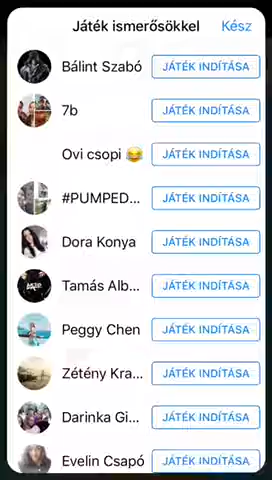 Játék ismerősökkel Kész
Bálint Szabó JÁTÉK INDÍTÁSA
7b JÁTÉK INDÍTÁSA
Ovi csopi 😂 JÁTÉK INDÍTÁSA
#PUMPED... JÁTÉK INDÍTÁSA
Dora Konya JÁTÉK INDÍTÁSA
Tamás Alb... JÁTÉK INDÍTÁSA
Peggy Chen JÁTÉK INDÍTÁSA
Zétény Kra... JÁTÉK INDÍTÁSA
Darinka Gi... JÁTÉK INDÍTÁSA
Evelin Csapó JÁTÉK INDÍTÁSA